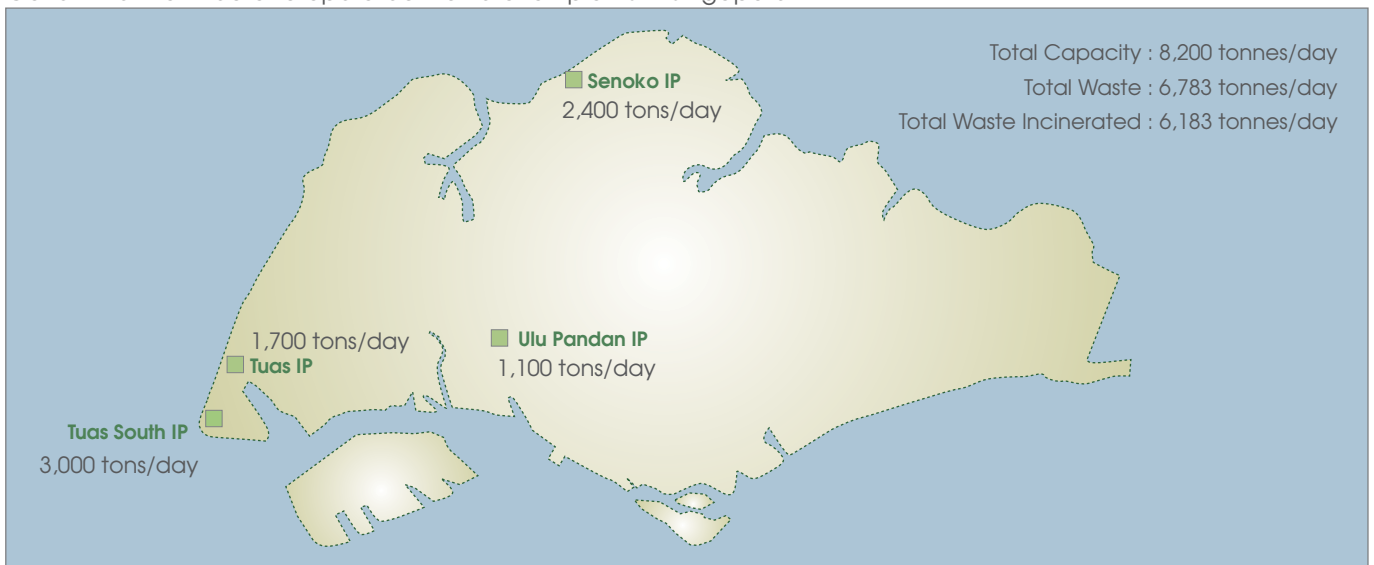 Total Capacity : 8,200 tonnes/day
Total Waste : 6,783 tonnes/day
Total Waste Incinerated : 6,183 tonnes/day
Senoko IP
2,400 tons/day
1,700 tons/day
Tuas IP
Ulu Pandan IP
1,100 tons/day
Tuas South IP
3,000 tons/day